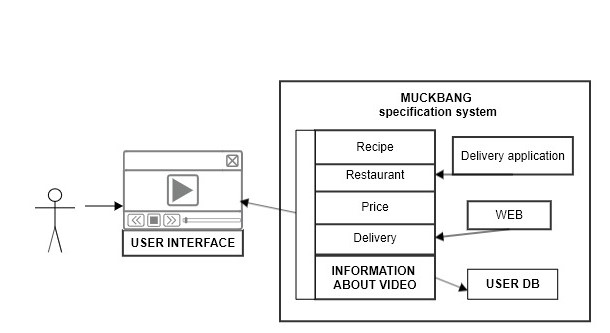 MUCKBANG
specification system
Recipe
Restaurant
Price
Delivery
INFORMATION
ABOUT VIDEO
Delivery application
WEB
USER DB
USER INTERFACE